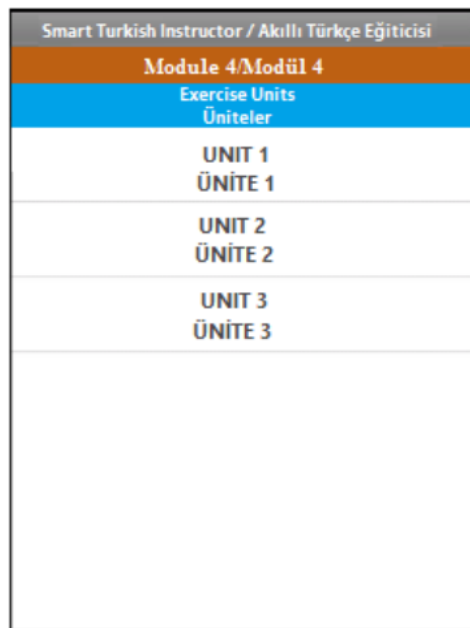 Smart Turkish Instructor / Akıllı Türkçe Eğiticisi
Module 4/Modül 4
Exercise Units
Üniteler
UNIT 1
ÜNİTE 1
UNIT 2
ÜNİTE 2
UNIT 3
ÜNİTE 3